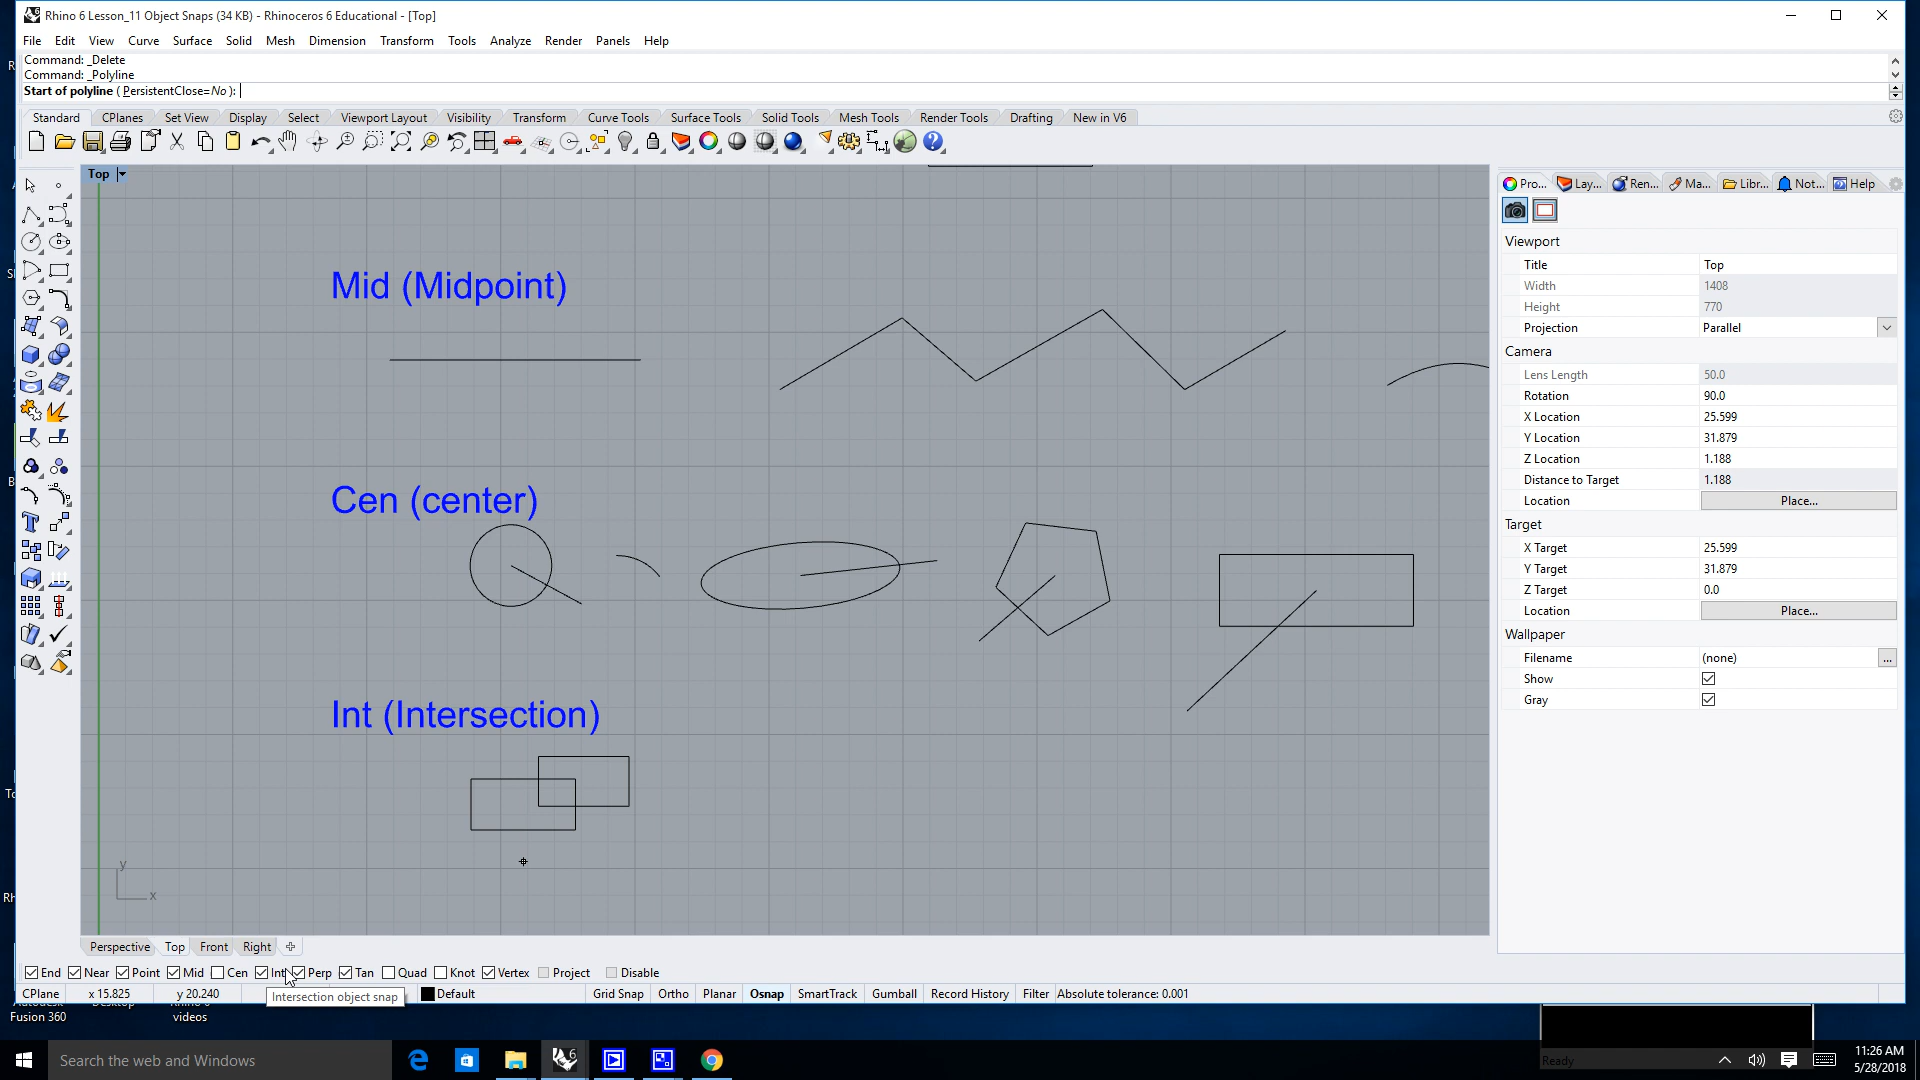 Rhino 6 Lesson_11 Object Snaps (34 KB) - Rhinoceros 6 Educational - [Top]
File Edit View Curve Surface Solid Mesh Dimension Transform Tools Analyze Render Panels Help
Command: _Delete
Command: _Polyline
Start of polyline ( PersistentClose=No ):
Standard CPlanes Set View Display Select Viewport Layout Visibility Transform Curve Tools Surface Tools Solid Tools Mesh Tools Render Tools Drafting New in V6
Top
Pro... Lay... Ren... Ma... Libr... Not... Help
Viewport
Title Top
Width 1408
Height 770
Projection Parallel
Camera
Lens Length 50.0
Rotation 90.0
X Location 25.599
Y Location 31.879
Z Location 1.188
Distance to Target 1.188
Location Place...
Target
X Target 25.599
Y Target 31.879
Z Target 0.0
Location Place...
Wallpaper
Filename (none) ...
Show
Gray
Mid (Midpoint)
Cen (center)
Int (Intersection)
y
x
Perspective Top Front Right
End Near Point Mid Cen Int Perp Tan Quad Knot Vertex Project Disable
CPlane x 15.825 y 20.240 Default Grid Snap Ortho Planar Osnap SmartTrack Gumball Record History Filter Absolute tolerance: 0.001
Intersection object snap
Fusion 360 videos
Search the web and Windows
Ready
11:26 AM
5/28/2018